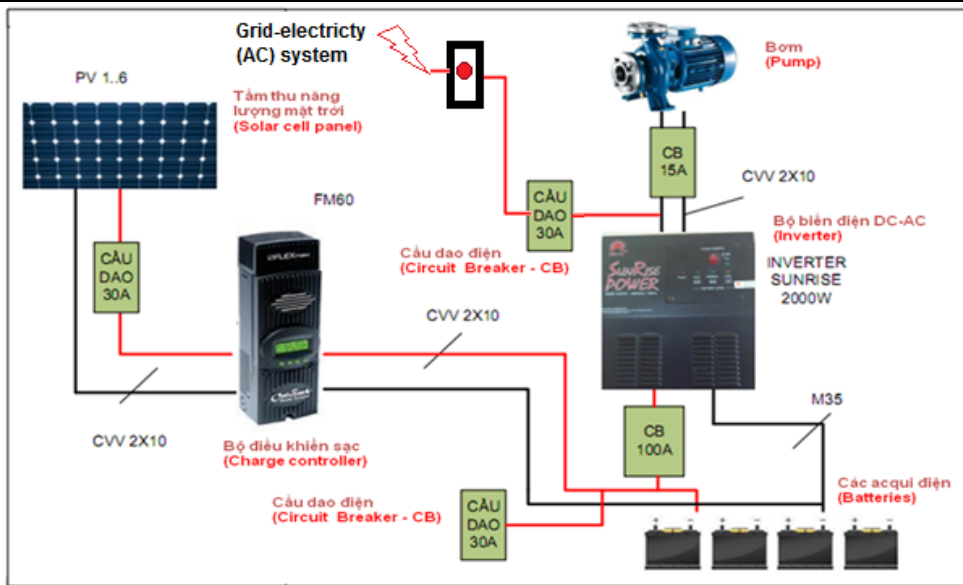 Grid-electricty
(AC) system
PV 1..6
Tấm thu năng
lượng mặt trời
(Solar cell panel)
Bơm
(Pump)
CB
15A
CVV 2X10
CẦU
DAO
30A
FM60
Cầu dao điện
(Circuit Breaker - CB)
Bộ biến điện DC-AC
(Inverter)
INVERTER
SUNRISE
2000W
SUNRISE
POWER
CẦU
DAO
30A
CVV 2X10
CVV 2X10
M35
CB
100A
Bộ điều khiển sạc
(Charge controller)
Các acqui điện
(Batteries)
Cầu dao điện
(Circuit Breaker - CB)
CẦU
DAO
30A